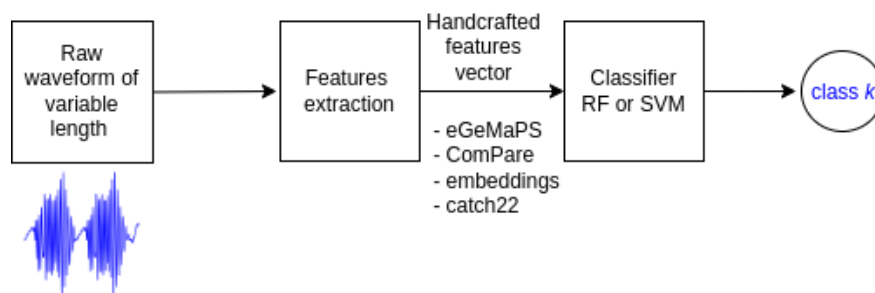 Raw
waveform of
variable
length
Features
extraction
Handcrafted
features
vector
- eGeMaPS
- ComPare
- embeddings
- catch22
Classifier
RF or SVM
class k